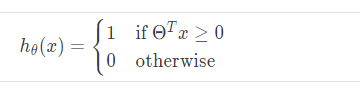 h_θ(x) = { 1 if Θ^T x ≥ 0
0 otherwise